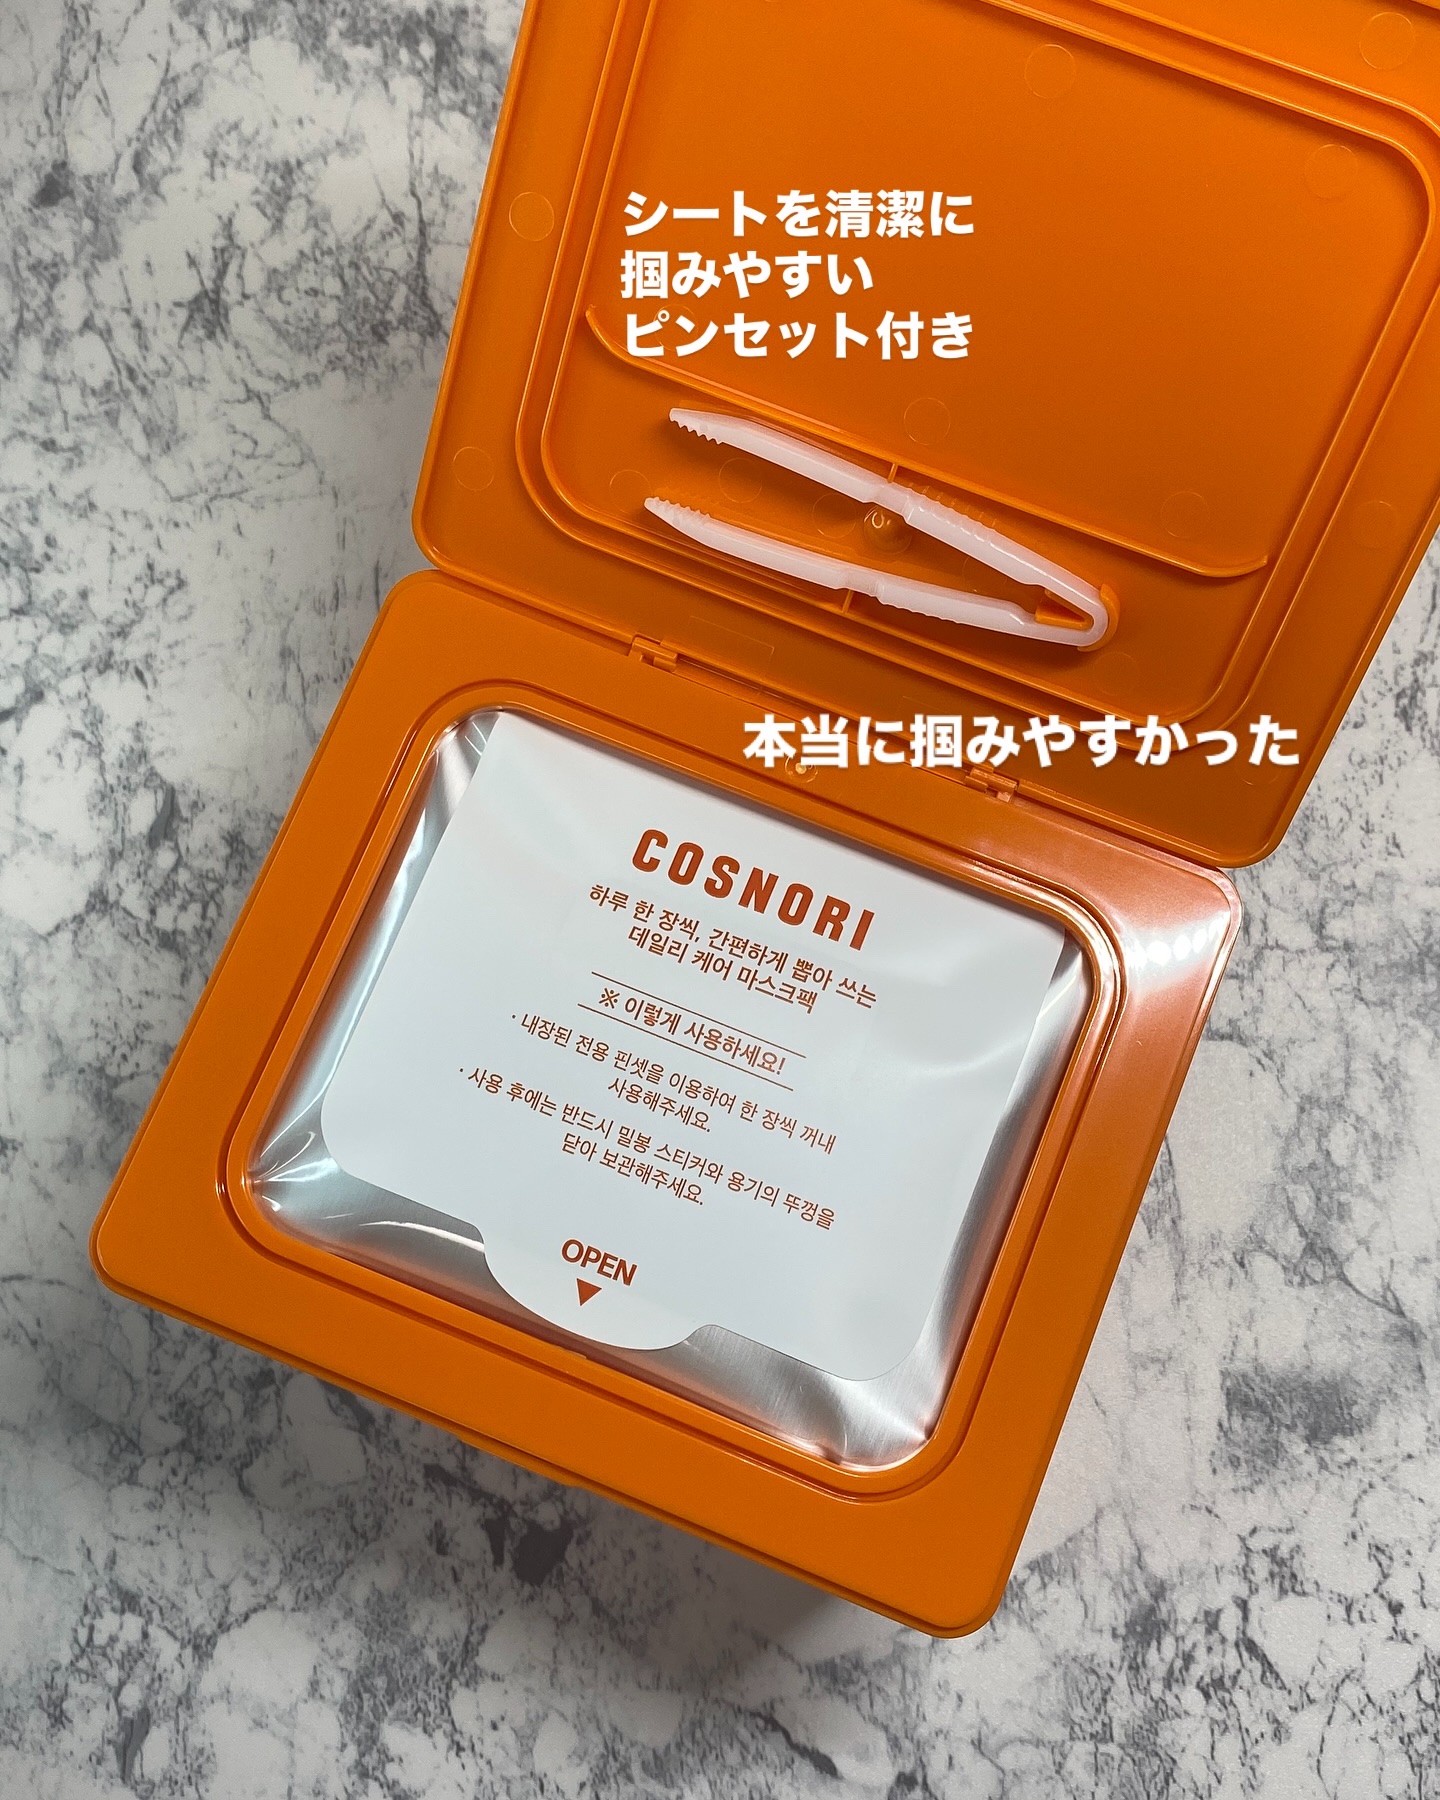 シートを清潔に
掴みやすい
ピンセット付き
本当に掴みやすかった
COSNORI
하루 한 장씩, 간편하게 뽑아 쓰는
데일리 케어 마스크팩
※ 이렇게 사용하세요!
· 내장된 전용 핀셋을 이용하여 한 장씩 꺼내
사용해주세요.
· 사용 후에는 반드시 밀봉 스티커와 용기의 뚜껑을
닫아 보관해주세요.
OPEN